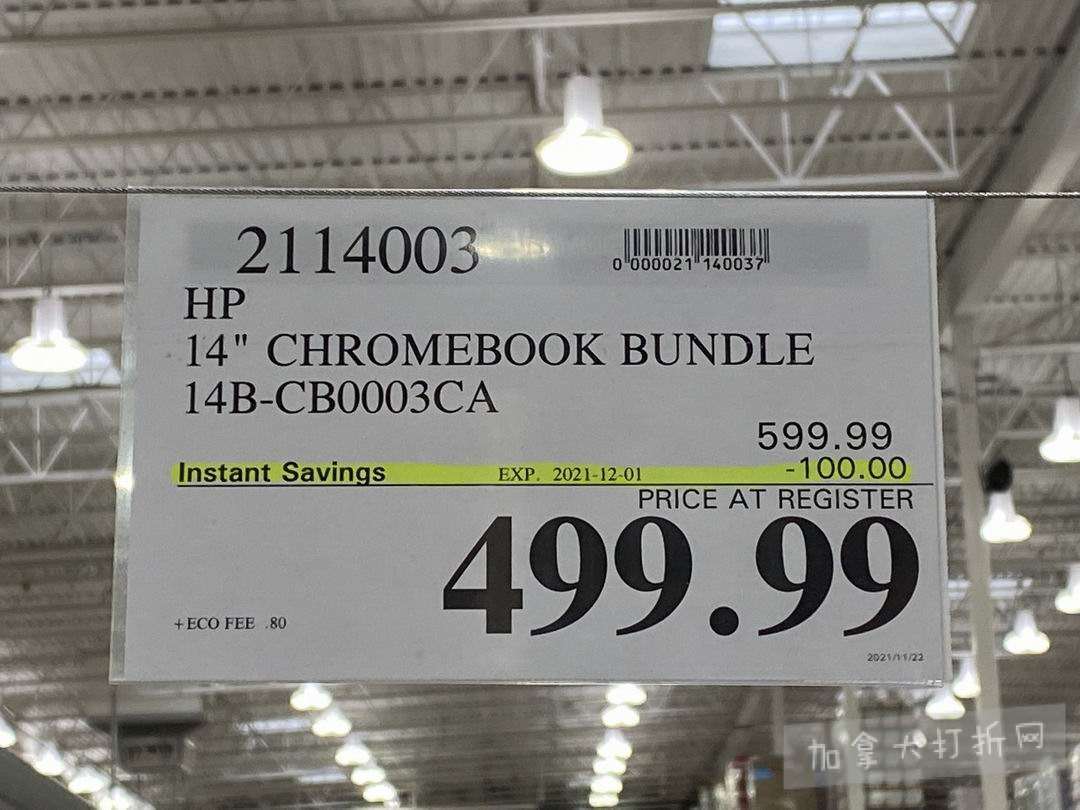 2114003
0 000021 140037
HP
14" CHROMEBOOK BUNDLE
14B-CB0003CA
599.99
Instant Savings EXP. 2021-12-01 -100.00
PRICE AT REGISTER
499.99
+ECO FEE .80
2021/11/22
加拿大打折网